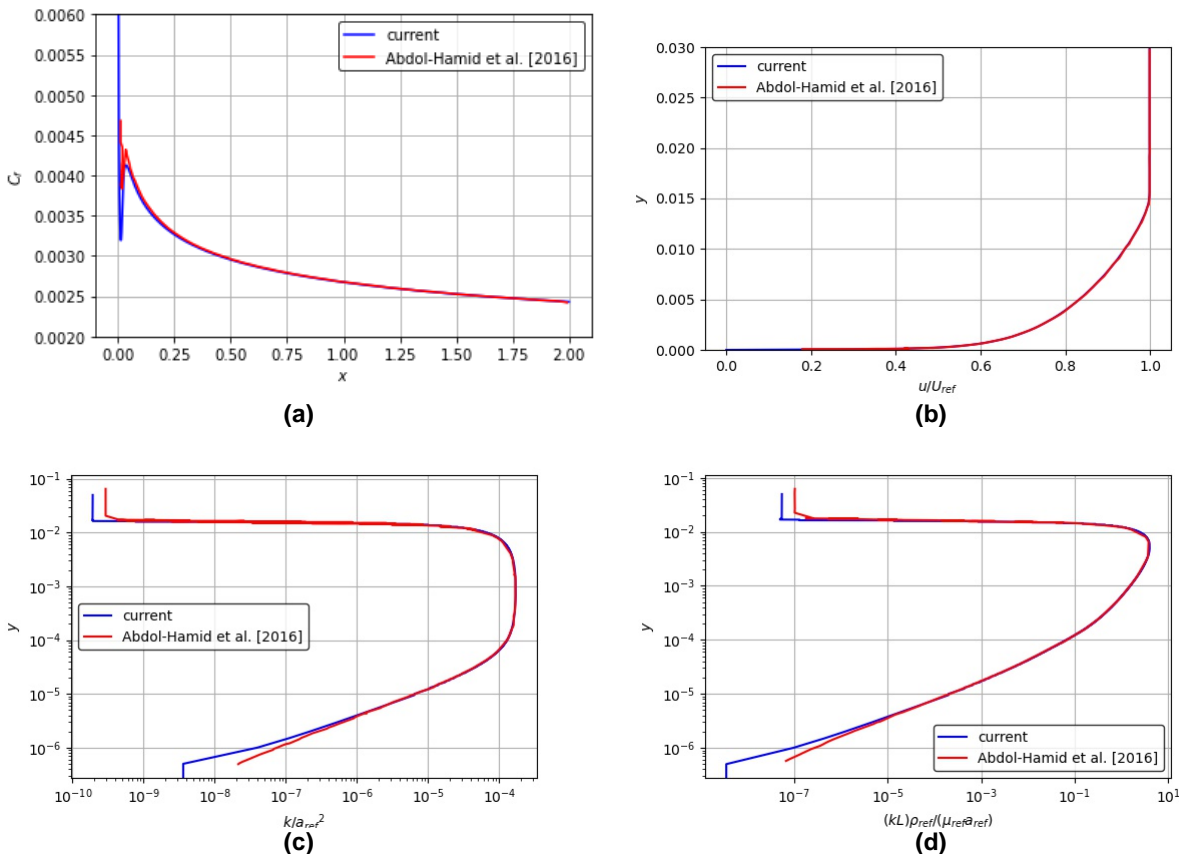 0.0060
0.0055
0.0050
0.0045
0.0040
0.0035
0.0030
0.0025
0.0020
C_f
current
Abdol-Hamid et al. [2016]
0.00 0.25 0.50 0.75 1.00 1.25 1.50 1.75 2.00
x
(a)
0.030
0.025
0.020
0.015
0.010
0.005
0.000
y
current
Abdol-Hamid et al. [2016]
0.0 0.2 0.4 0.6 0.8 1.0
u/U_ref
(b)
10⁻¹
10⁻²
10⁻³
10⁻⁴
10⁻⁵
10⁻⁶
y
current
Abdol-Hamid et al. [2016]
10⁻¹⁰ 10⁻⁹ 10⁻⁸ 10⁻⁷ 10⁻⁶ 10⁻⁵ 10⁻⁴
k/a_ref²
(c)
10⁻¹
10⁻²
10⁻³
10⁻⁴
10⁻⁵
10⁻⁶
y
current
Abdol-Hamid et al. [2016]
10⁻⁷ 10⁻⁵ 10⁻³ 10⁻¹ 10¹
(kL)ρ_ref/(μ_ref a_ref)
(d)